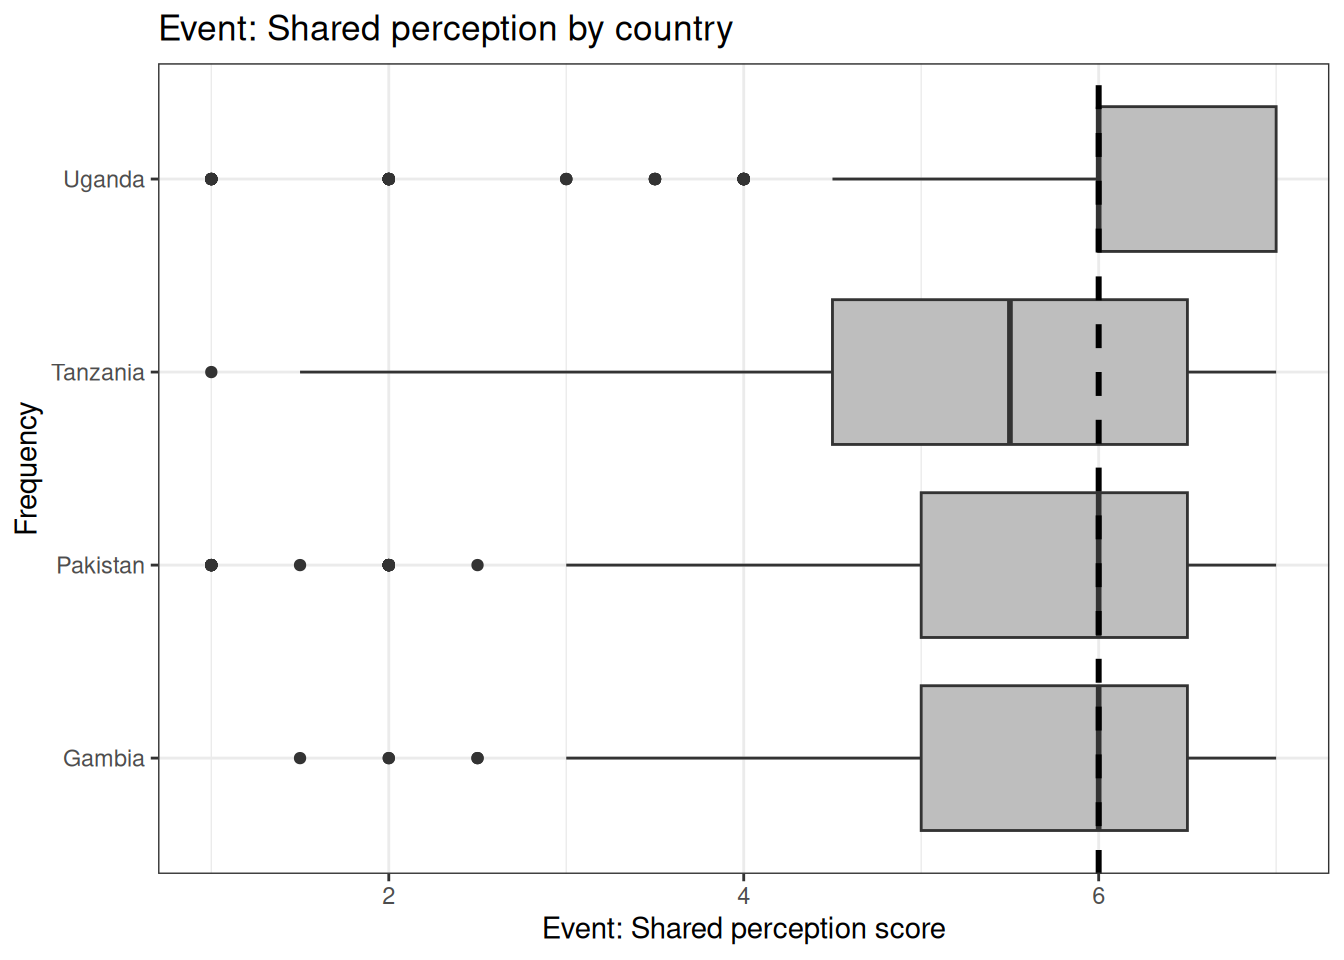 Event: Shared perception by country
Frequency
Uganda
Tanzania
Pakistan
Gambia
2 4 6
Event: Shared perception score